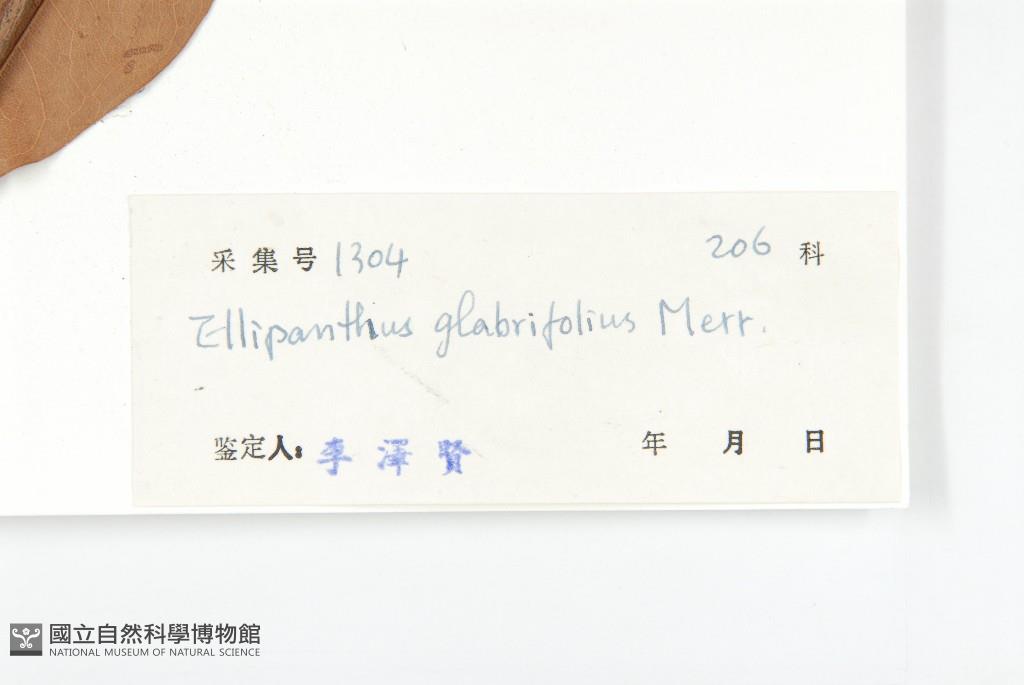 采集号 1304 206 科
Ellipanthus glabrifolius Merr.
鉴定人: 李澤賢 年 月 日
國立自然科學博物館
NATIONAL MUSEUM OF NATURAL SCIENCE